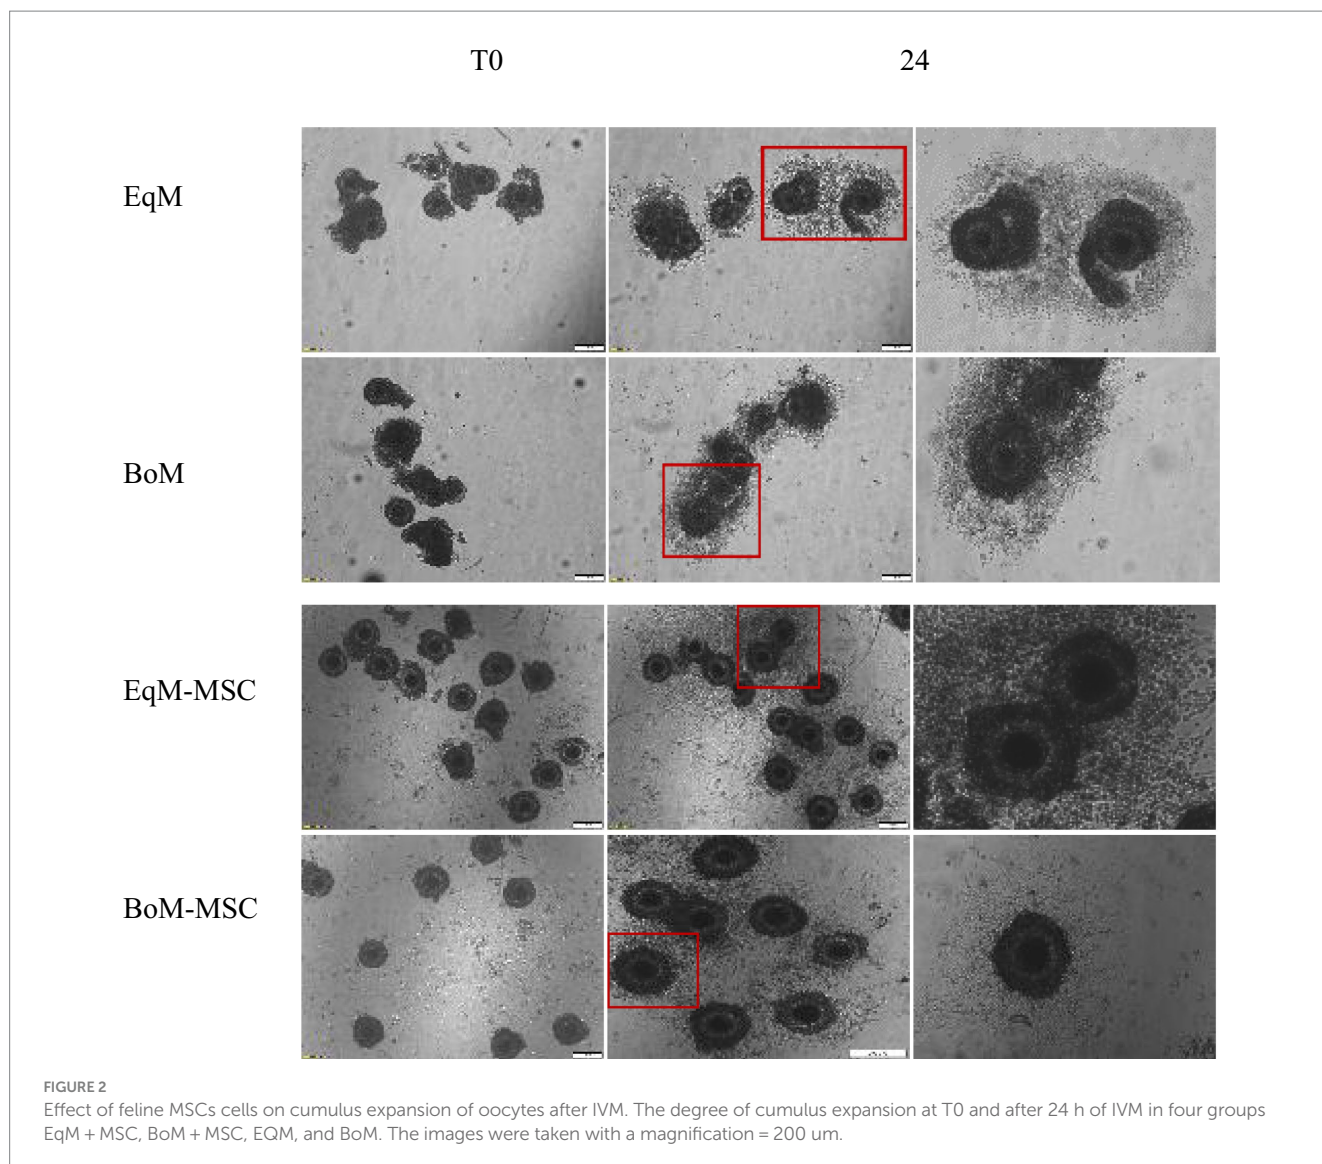 T0 24
EqM
BoM
EqM-MSC
BoM-MSC
FIGURE 2
Effect of feline MSCs cells on cumulus expansion of oocytes after IVM. The degree of cumulus expansion at T0 and after 24 h of IVM in four groups
EqM + MSC, BoM + MSC, EQM, and BoM. The images were taken with a magnification = 200 um.